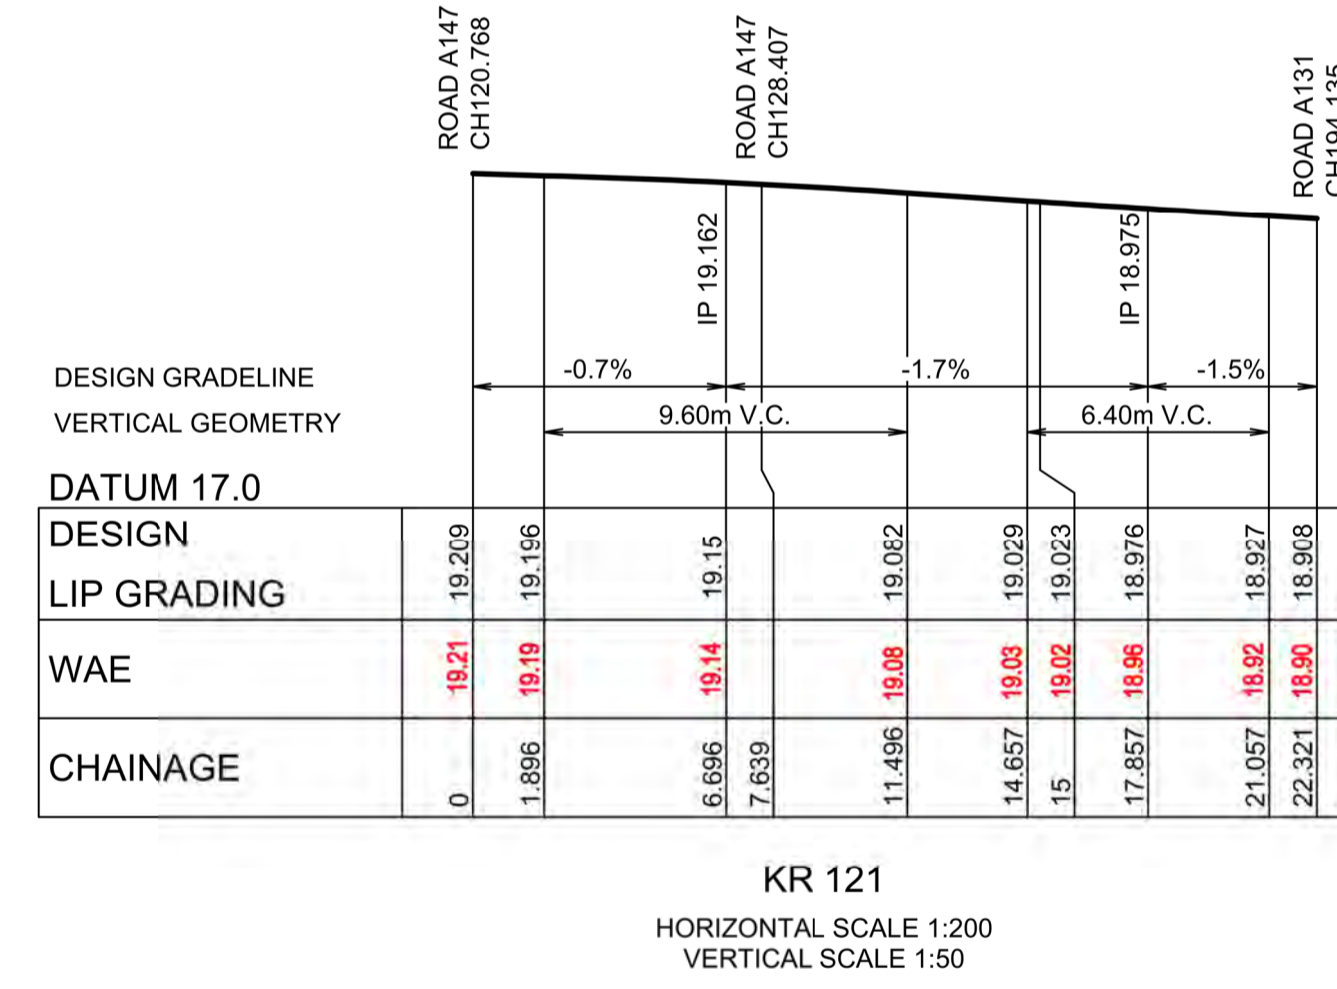 ROAD A147
CH120.768
ROAD A147
CH128.407
ROAD A131
CH194.135
IP 19.162
IP 18.975
DESIGN GRADELINE
-0.7%
-1.7%
-1.5%
VERTICAL GEOMETRY
9.60m V.C.
6.40m V.C.
DATUM 17.0
DESIGN
LIP GRADING
19.209
19.196
19.15
19.082
19.029
19.023
18.976
18.927
18.908
WAE
19.21
19.19
19.14
19.08
19.03
19.02
18.96
18.92
18.90
CHAINAGE
0
1.896
6.696
7.639
11.496
14.657
15
17.857
21.057
22.321
KR 121
HORIZONTAL SCALE 1:200
VERTICAL SCALE 1:50